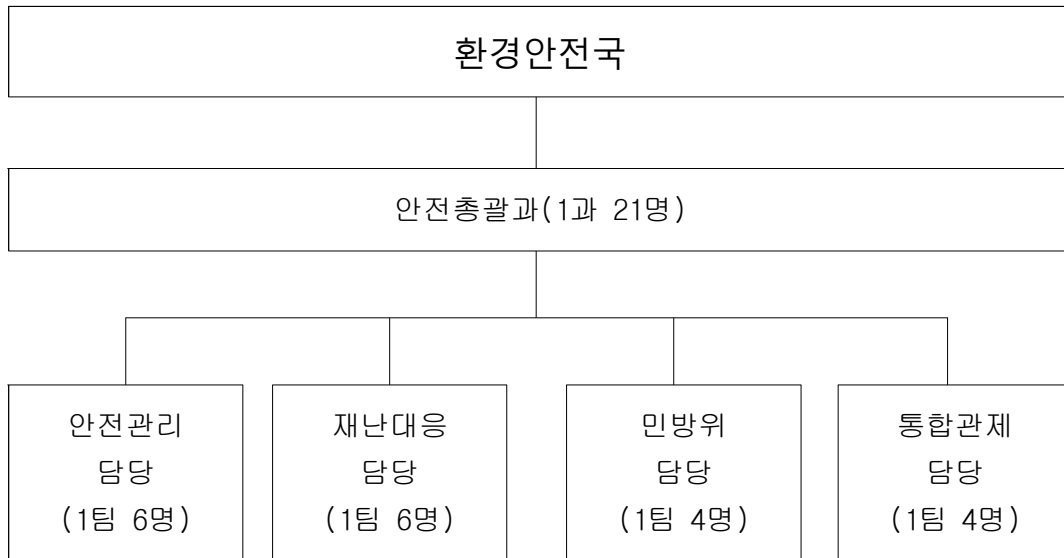 환경안전국
안전총괄과(1과 21명)
안전관리
담당
(1팀 6명)
재난대응
담당
(1팀 6명)
민방위
담당
(1팀 4명)
통합관제
담당
(1팀 4명)